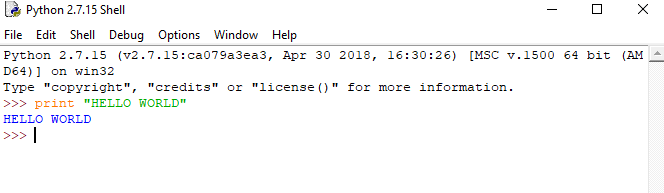 Python 2.7.15 Shell
File Edit Shell Debug Options Window Help
Python 2.7.15 (v2.7.15:ca079a3ea3, Apr 30 2018, 16:30:26) [MSC v.1500 64 bit (AM
D64)] on win32
Type "copyright", "credits" or "license()" for more information.
>>> print "HELLO WORLD"
HELLO WORLD
>>>